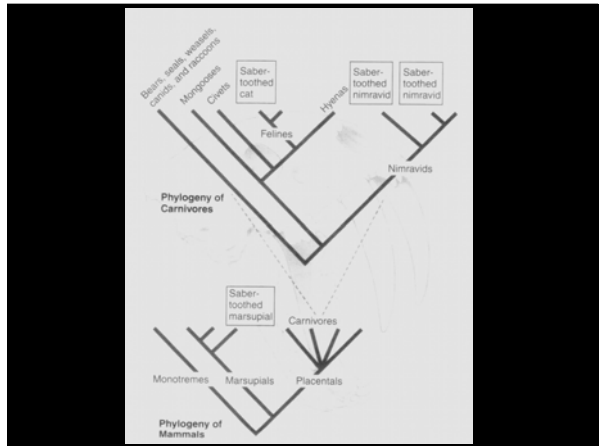 Bears, seals, weasels,
canids, and raccoons
Mongooses
Civets
Saber-
toothed
cat
Felines
Hyenas
Saber-
toothed
nimravid
Saber-
toothed
nimravid
Nimravids
Phylogeny of
Carnivores
Saber-
toothed
marsupial
Carnivores
Monotremes
Marsupials
Placentals
Phylogeny of
Mammals